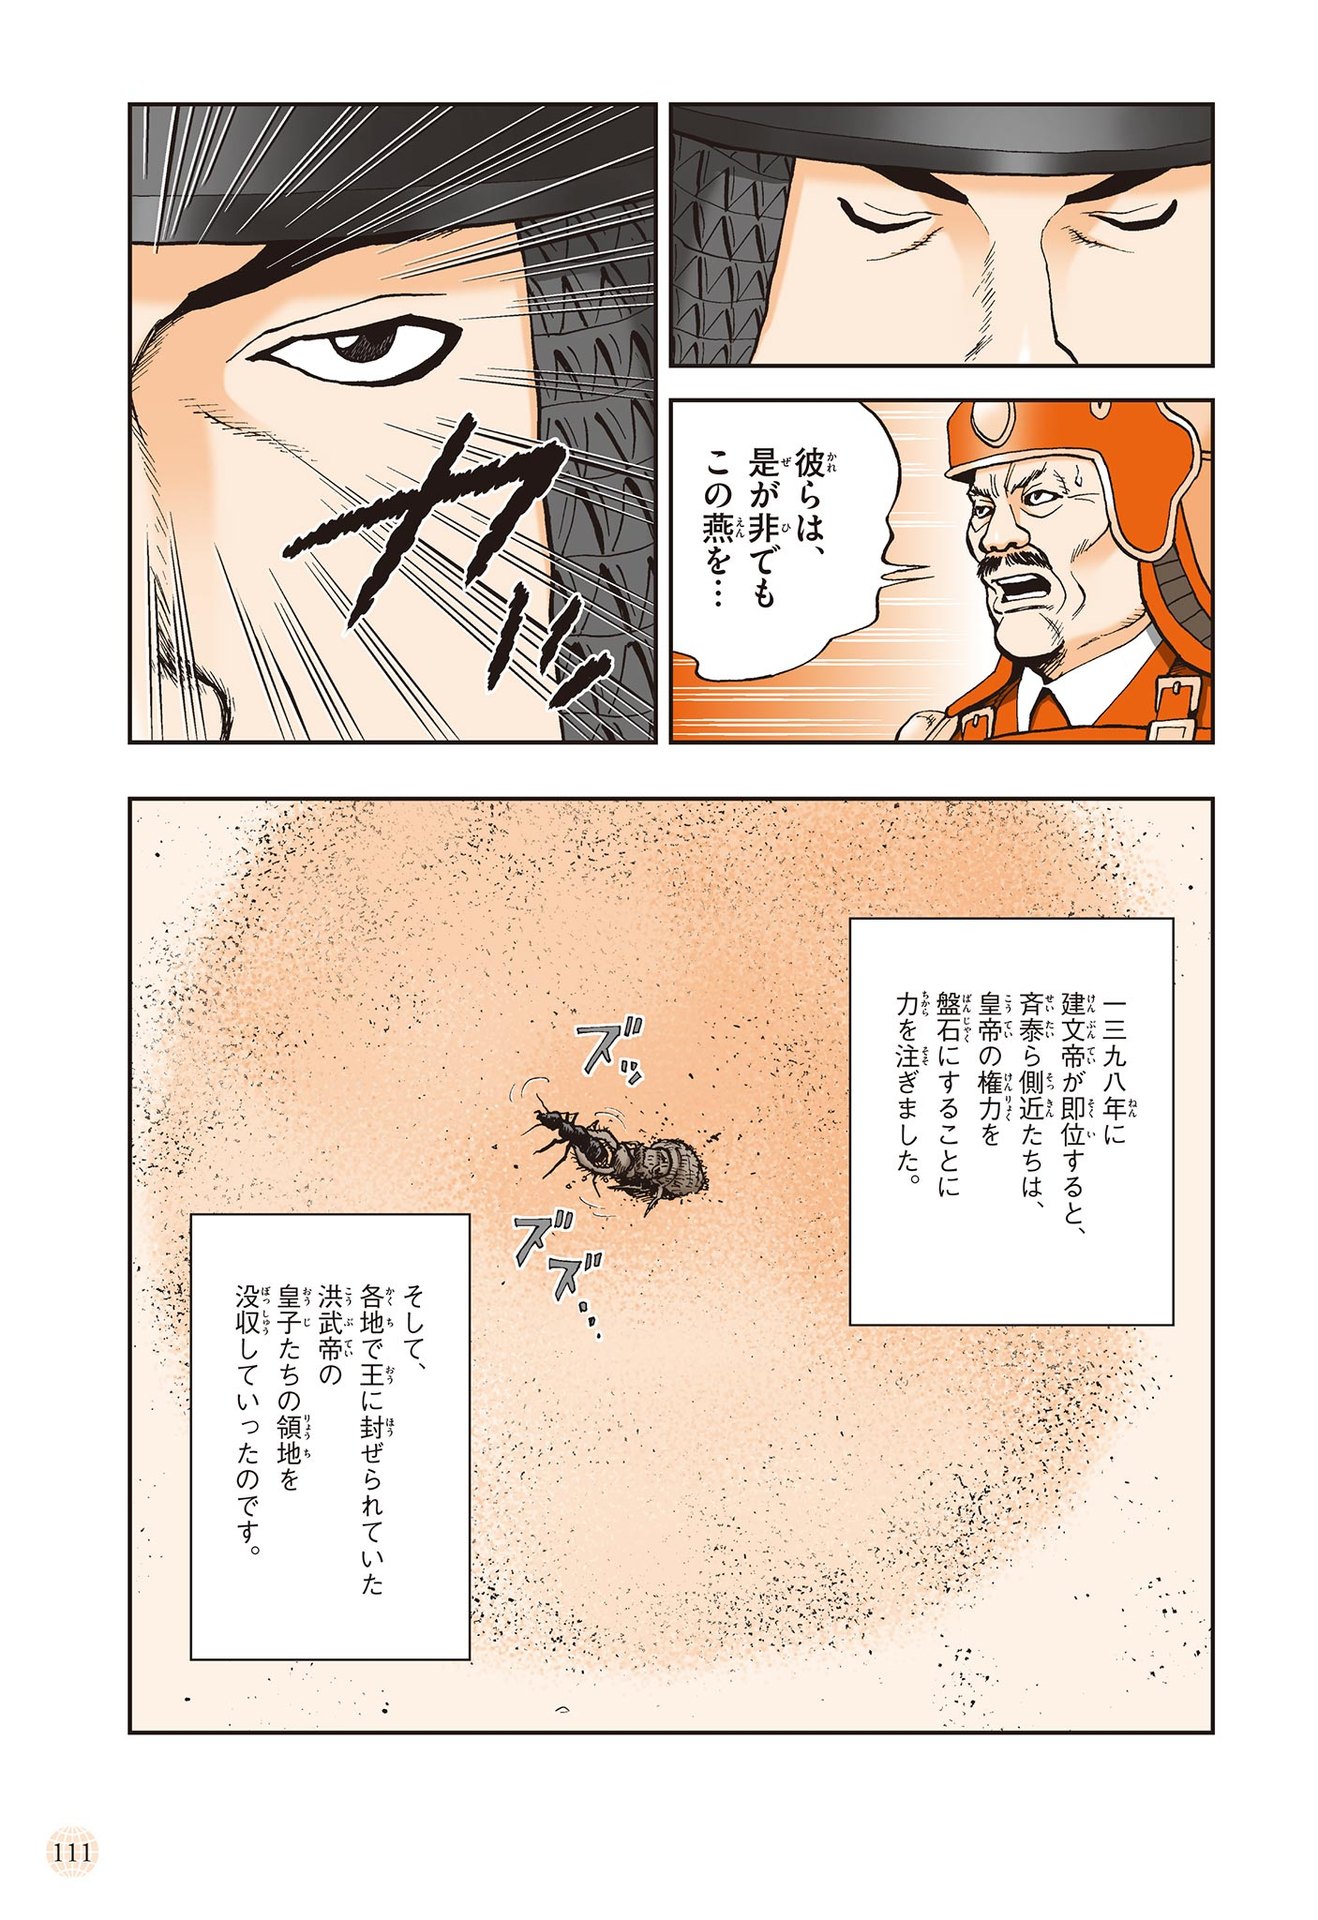 彼らは、
是が非でも
この燕を…
ガッ
一三九八年に
建文帝が即位すると、
斉泰ら側近たちは、
皇帝の権力を
盤石にすることに
力を注ぎました。
ズッ
ズズ…
そして、
各地で王に封ぜられていた
洪武帝の
皇子たちの領地を
没収していったのです。
111